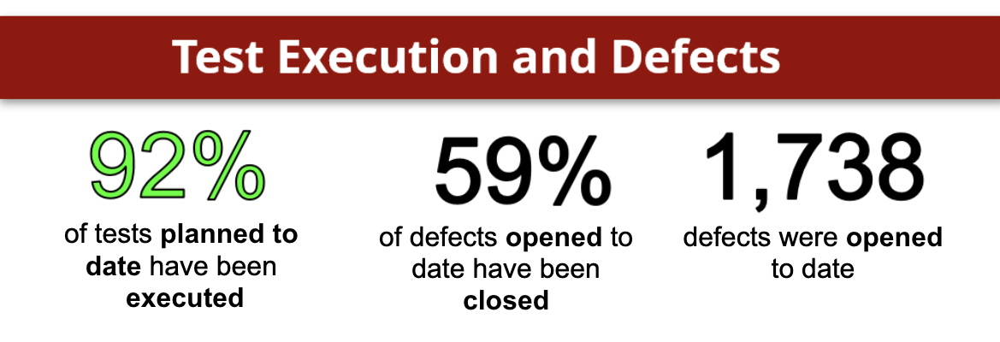 Test Execution and Defects
92%
of tests planned to
date have been
executed
59%
of defects opened to
date have been
closed
1,738
defects were opened
to date